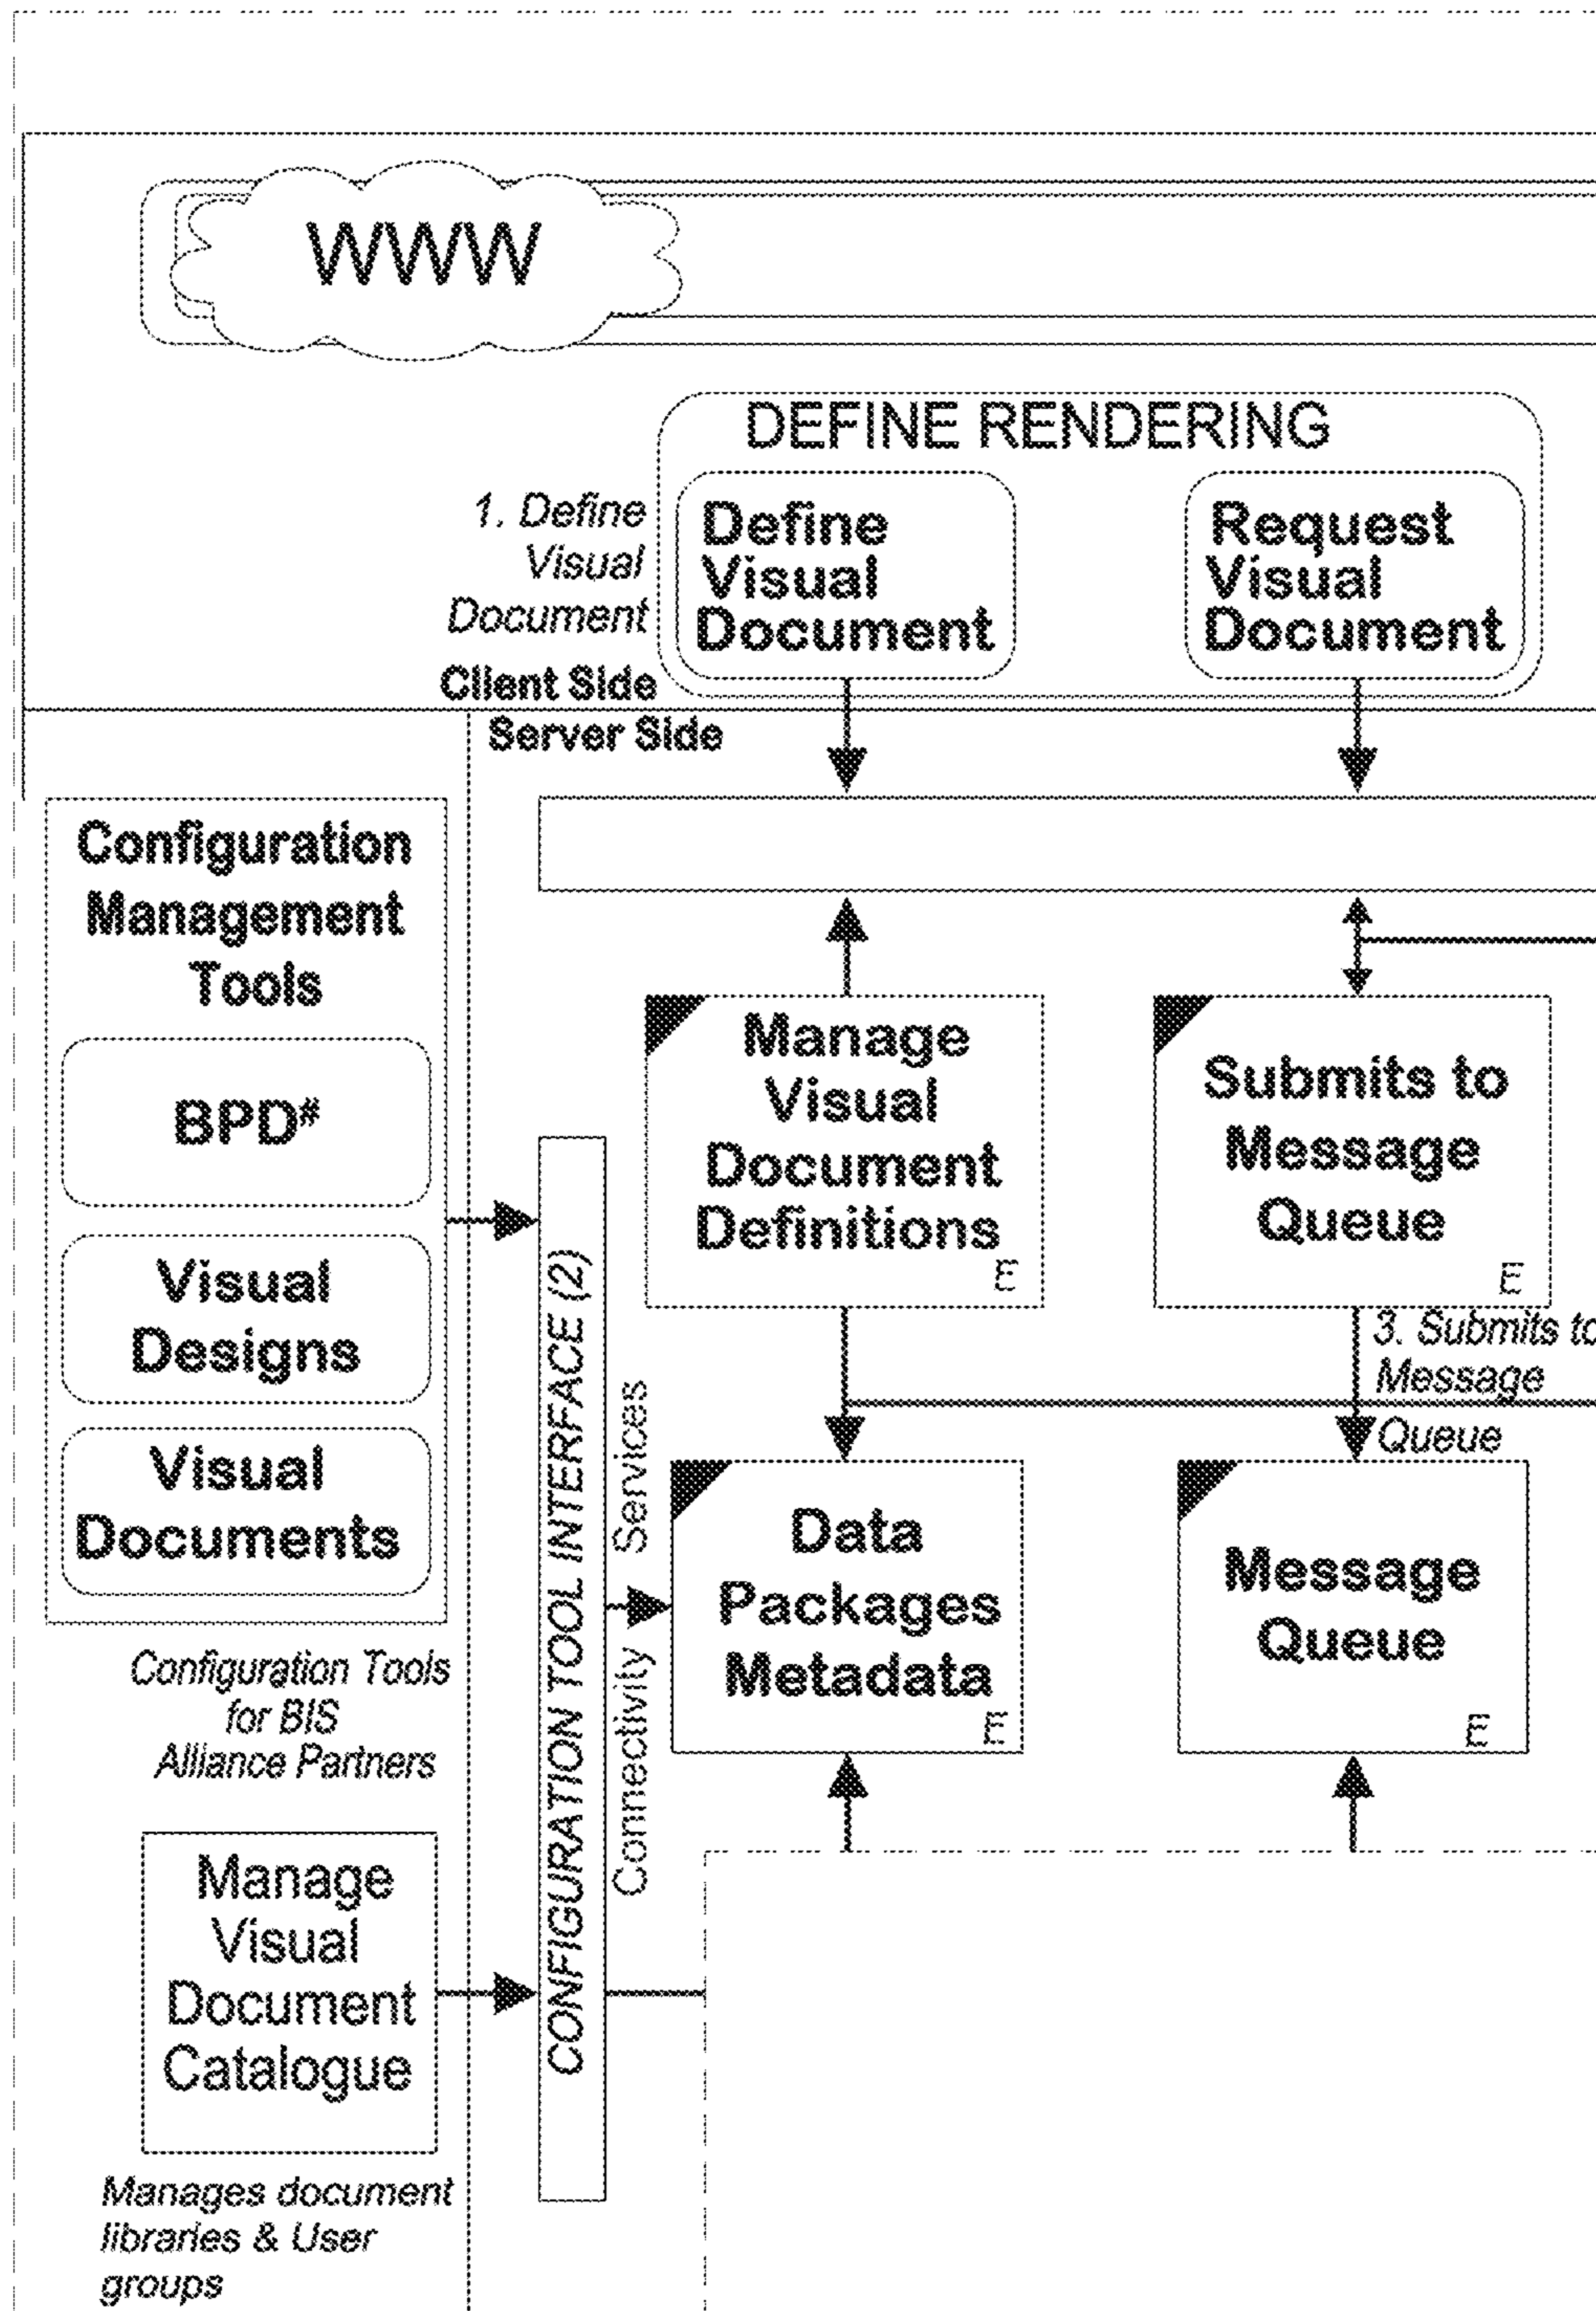 WWW
DEFINE RENDERING
1. Define
Visual
Document
Define
Visual
Document
Request
Visual
Document
Client Side
Server Side
Configuration
Management
Tools
BPD#
Visual
Designs
Visual
Documents
Configuration Tools
for BIS
Alliance Partners
Manage
Visual
Document
Catalogue
Manages document
libraries & User
groups
CONFIGURATION TOOL INTERFACE (2)
Connectivity Services
Manage
Visual
Document
Definitions
E
Submits to
Message
Queue
E
3. Submits to
Message
Queue
Data
Packages
Metadata
E
Message
Queue
E